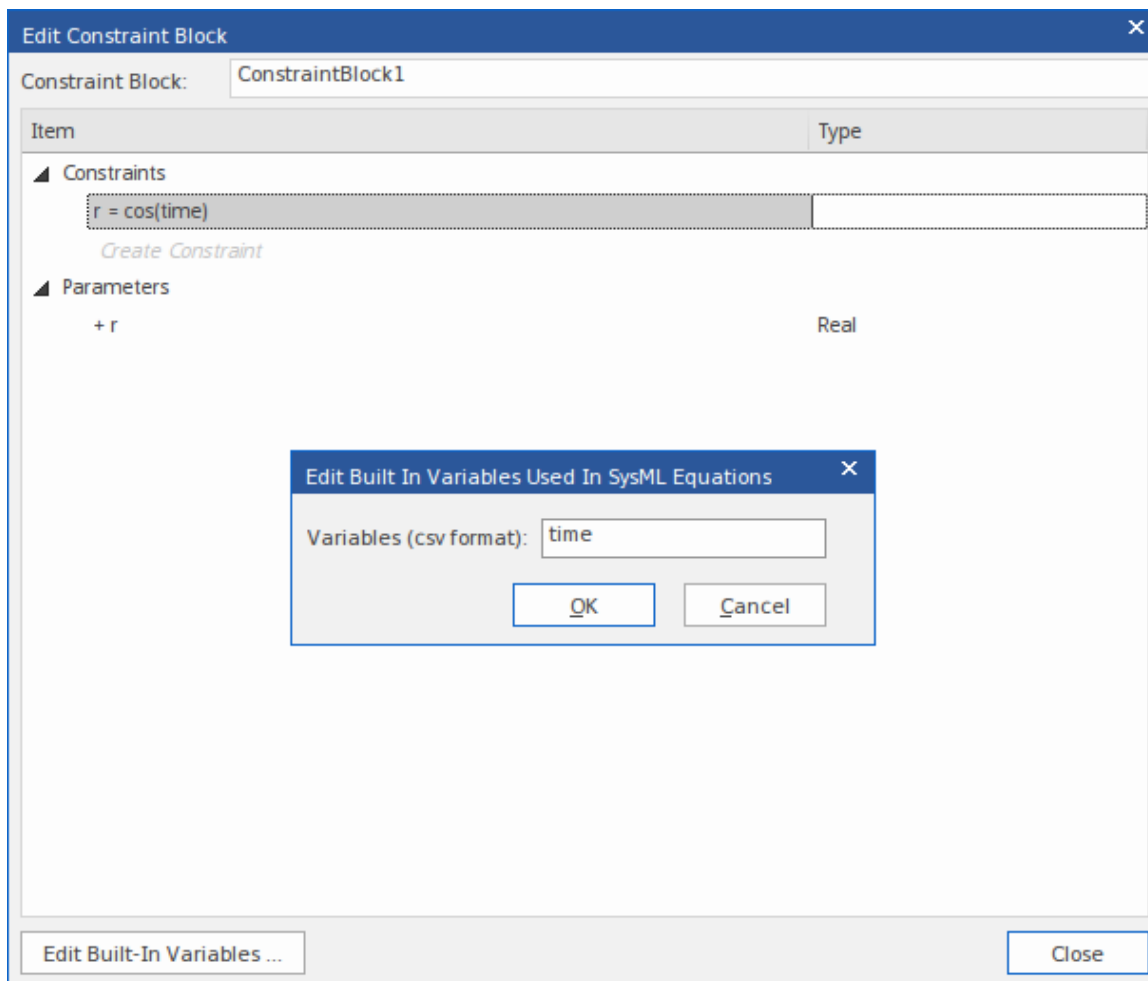 Edit Constraint Block
Constraint Block: ConstraintBlock1
Item Type
Constraints
r = cos(time)
Create Constraint
Parameters
+ r Real
Edit Built In Variables Used In SysML Equations
Variables (csv format): time
OK Cancel
Edit Built-In Variables ... Close